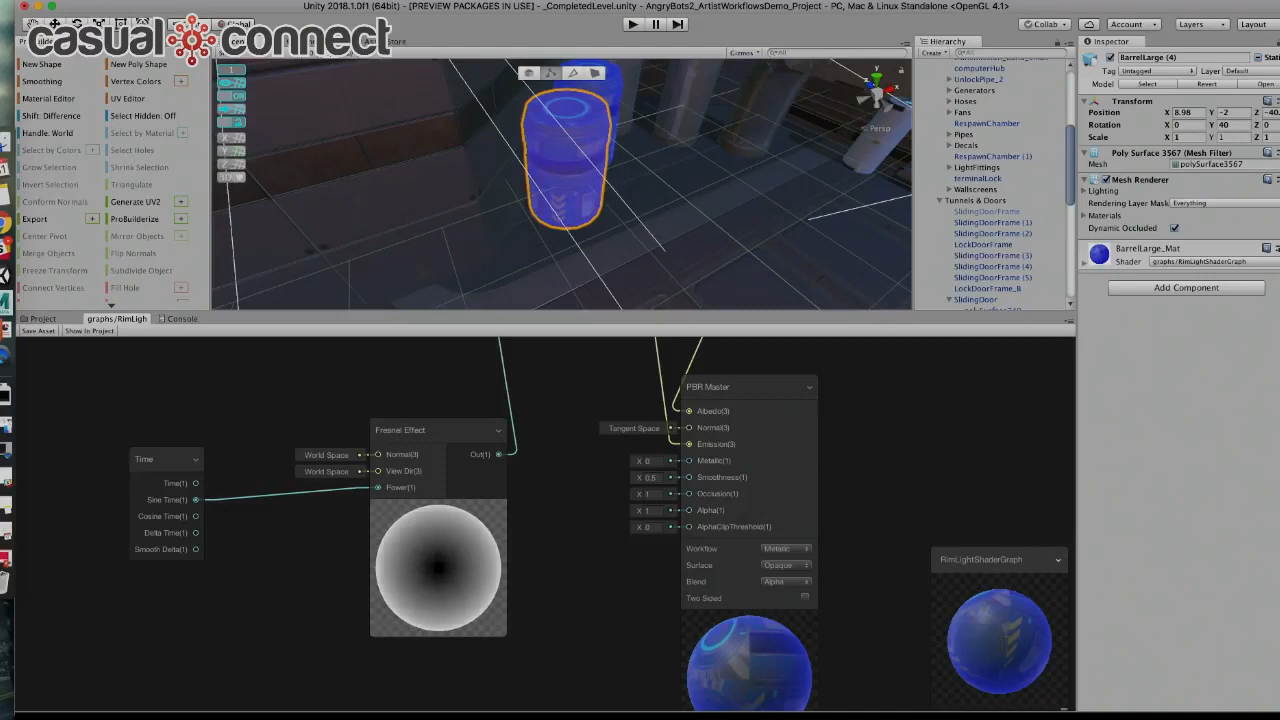 Unity 2018.1.0f1 (64bit) - [PREVIEW PACKAGES IN USE] - _CompletedLevel.unity - AngryBots2_ArtistWorkflowsDemo_Project - PC, Mac & Linux Standalone <OpenGL 4.1>
Global
Collab
Account
Layers
Layout
casual connect
New Shape
New Poly Shape
Smoothing
Vertex Colors
Material Editor
UV Editor
Shift: Difference
Select Hidden: Off
Handle: World
Select by Material
Select by Colors
Select Holes
Grow Selection
Shrink Selection
Invert Selection
Triangulate
Conform Normals
Generate UV2
Export
ProBuilderize
Center Pivot
Mirror Objects
Merge Objects
Flip Normals
Freeze Transform
Subdivide Object
Connect Vertices
Fill Hole
Gizmos
All
1
y
x
Persp
Hierarchy
Create
All
computerHub
UnlockPipe_2
Generators
Hoses
Fans
RespawnChamber
Pipes
Decals
RespawnChamber (1)
LightFittings
terminalLock
Wallscreens
Tunnels & Doors
SlidingDoorFrame
SlidingDoorFrame (1)
SlidingDoorFrame (2)
LockDoorFrame
SlidingDoorFrame (3)
SlidingDoorFrame (4)
SlidingDoorFrame (5)
LockDoorFrame_B
SlidingDoor
Inspector
BarrelLarge (4)
Tag Untagged Layer Default
Model Select Revert Open
Transform
Position X 8.98 Y -2 Z -40.
Rotation X 0 Y 40 Z 0
Scale X 1 Y 1 Z 1
Poly Surface 3567 (Mesh Filter)
Mesh polySurface3567
Mesh Renderer
Lighting
Rendering Layer Mask Everything
Materials
Dynamic Occluded
BarrelLarge_Mat
Shader graphs/RimLightShaderGraph
Add Component
Project
graphs/RimLigh
Console
Save Asset
Show In Project
Time
Time(1)
Sine Time(1)
Cosine Time(1)
Delta Time(1)
Smooth Delta(1)
Fresnel Effect
World Space Normal(3) Out(1)
World Space View Dir(3)
Power(1)
PBR Master
Albedo(3)
Tangent Space Normal(3)
Emission(3)
X 0 Metallic(1)
X 0.5 Smoothness(1)
X 1 Occlusion(1)
X 1 Alpha(1)
X 0 AlphaClipThreshold(1)
Workflow Metallic
Surface Opaque
Blend Alpha
Two Sided
RimLightShaderGraph